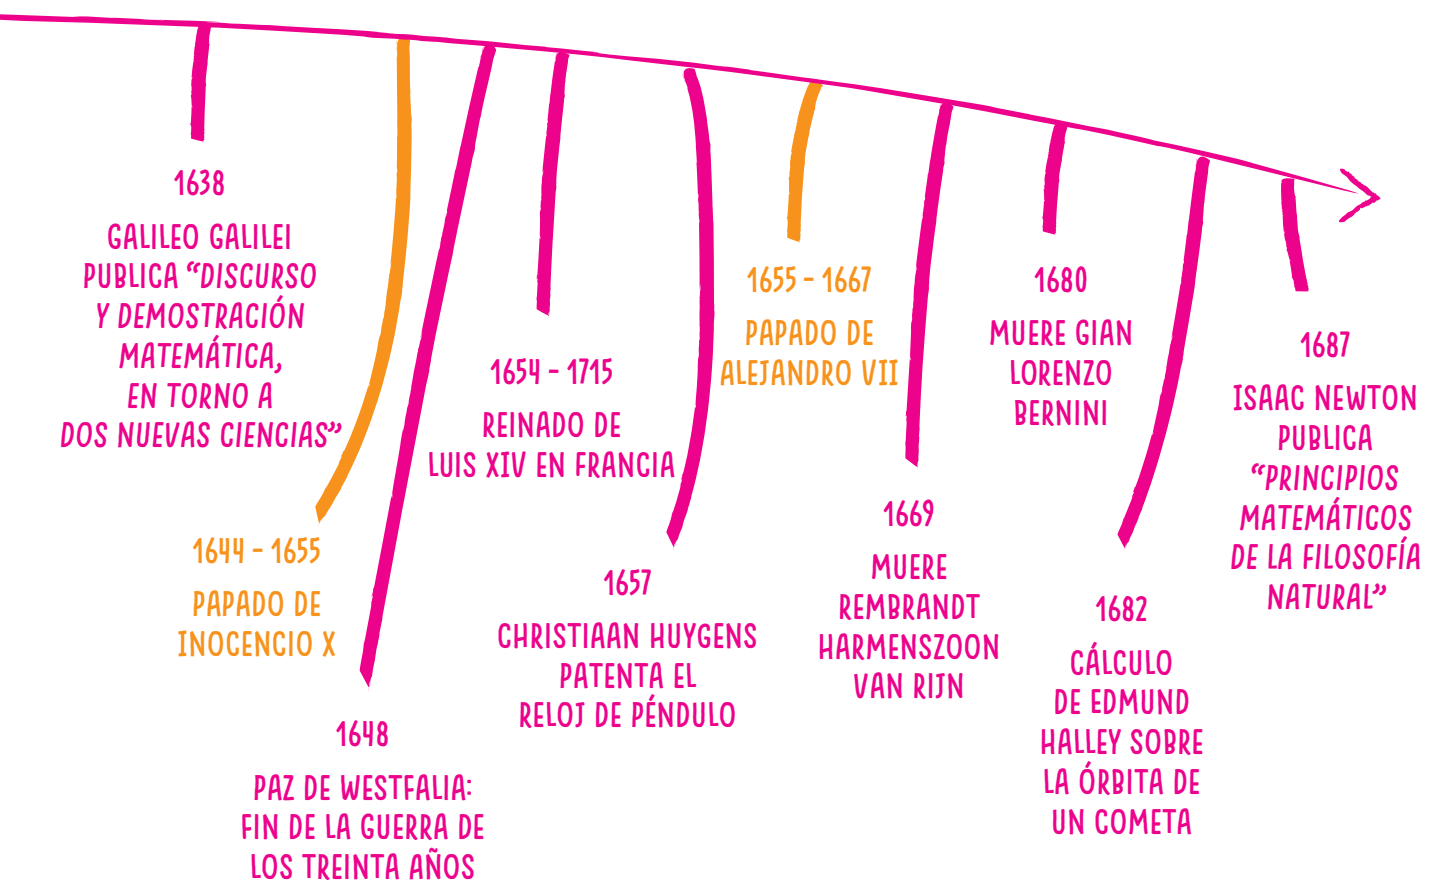 1638
GALILEO GALILEI
PUBLICA “DISCURSO
Y DEMOSTRACIÓN
MATEMÁTICA,
EN TORNO A
DOS NUEVAS CIENCIAS”
1644 – 1655
PAPADO DE
INOCENCIO X
1648
PAZ DE WESTFALIA:
FIN DE LA GUERRA DE
LOS TREINTA AÑOS
1654 – 1715
REINADO DE
LUIS XIV EN FRANCIA
1657
CHRISTIAAN HUYGENS
PATENTA EL
RELOJ DE PÉNDULO
1655 – 1667
PAPADO DE
ALEJANDRO VII
1669
MUERE
REMBRANDT
HARMENSZOON
VAN RIJN
1680
MUERE GIAN
LORENZO
BERNINI
1682
CÁLCULO
DE EDMUND
HALLEY SOBRE
LA ÓRBITA DE
UN COMETA
1687
ISAAC NEWTON
PUBLICA
“PRINCIPIOS
MATEMÁTICOS
DE LA FILOSOFÍA
NATURAL”